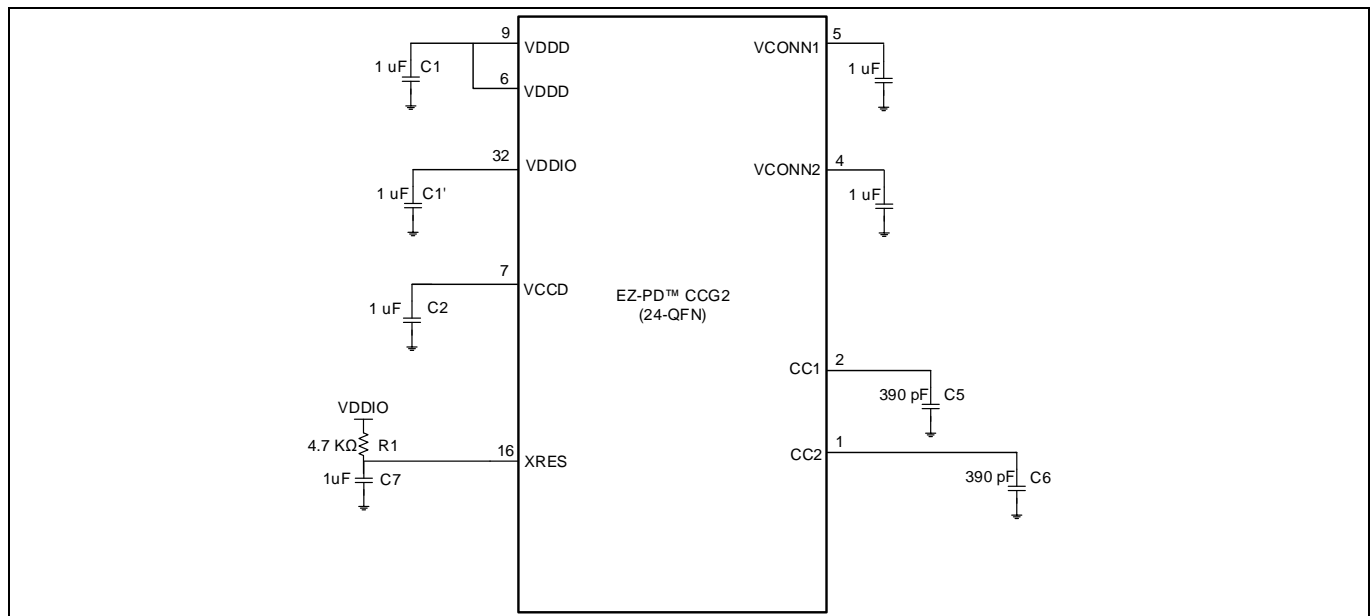 9
VDDD
1 uF C1
6
VDDD
32
VDDIO
1 uF C1'
7
VCCD
1 uF C2
VDDIO
4.7 KΩ R1
16
XRES
1uF C7
EZ-PD™ CCG2
(24-QFN)
VCONN1
5
1 uF
VCONN2
4
1 uF
CC1
2
390 pF C5
CC2
1
390 pF C6